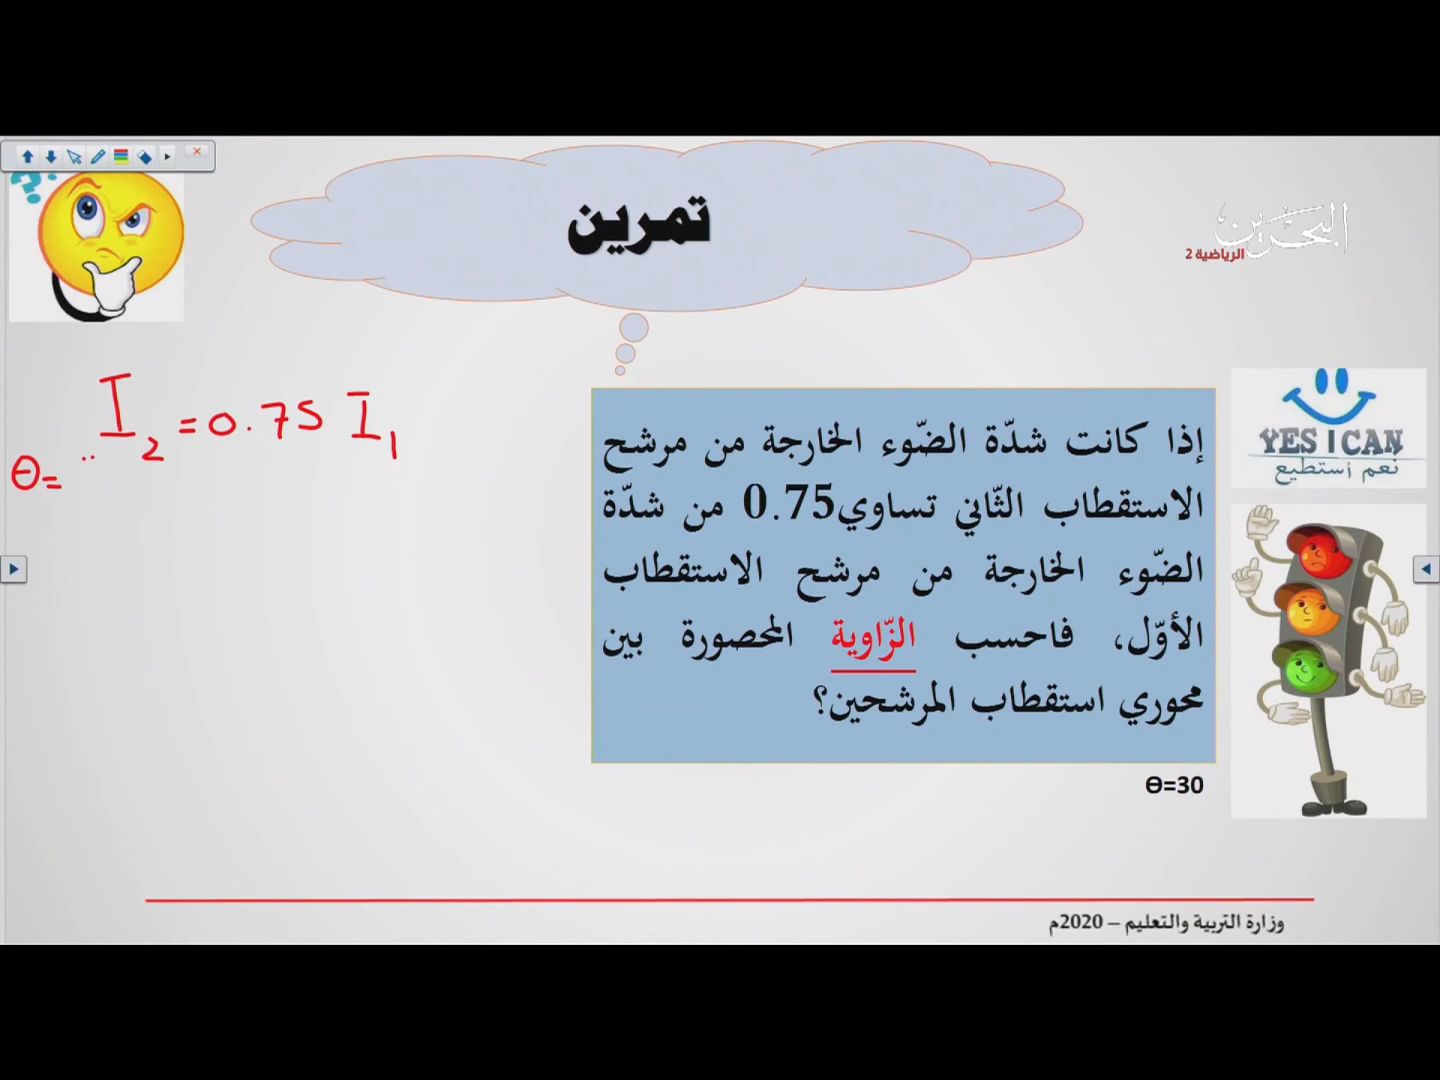 تمرين
البحرين
الرياضية 2
I₂ = 0.75 I₁
θ= ..
إذا كانت شدّة الضّوء الخارجة من مرشح
الاستقطاب الثّاني تساوي0.75 من شدّة
الضّوء الخارجة من مرشح الاستقطاب
الأوّل، فاحسب الزّاوية المحصورة بين
محوري استقطاب المرشحين؟
YES I CAN
نعم أستطيع
Ө=30
وزارة التربية والتعليم – 2020م